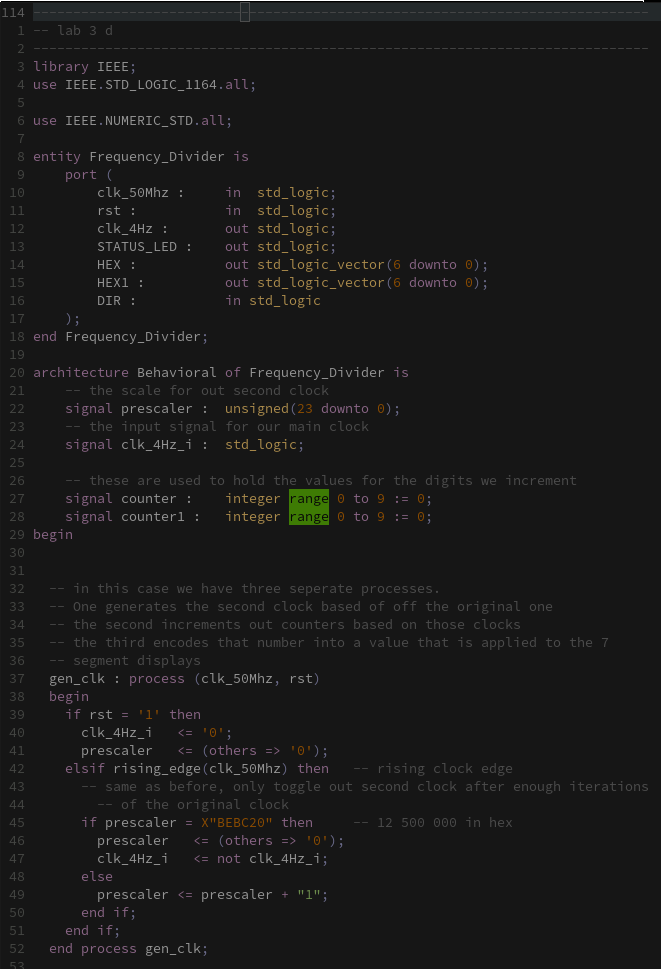 114 -----------------------------------------------------------------------------
1 -- lab 3 d
2 -----------------------------------------------------------------------------
3 library IEEE;
4 use IEEE.STD_LOGIC_1164.all;
5
6 use IEEE.NUMERIC_STD.all;
7
8 entity Frequency_Divider is
9     port (
10         clk_50Mhz :     in  std_logic;
11         rst :           in  std_logic;
12         clk_4Hz :       out std_logic;
13         STATUS_LED :    out std_logic;
14         HEX :           out std_logic_vector(6 downto 0);
15         HEX1 :          out std_logic_vector(6 downto 0);
16         DIR :           in std_logic
17     );
18 end Frequency_Divider;
19
20 architecture Behavioral of Frequency_Divider is
21     -- the scale for out second clock
22     signal prescaler :  unsigned(23 downto 0);
23     -- the input signal for our main clock
24     signal clk_4Hz_i :  std_logic;
25
26     -- these are used to hold the values for the digits we increment
27     signal counter :    integer range 0 to 9 := 0;
28     signal counter1 :   integer range 0 to 9 := 0;
29 begin
30
31
32   -- in this case we have three seperate processes.
33   -- One generates the second clock based of off the original one
34   -- the second increments out counters based on those clocks
35   -- the third encodes that number into a value that is applied to the 7
36   -- segment displays
37   gen_clk : process (clk_50Mhz, rst)
38   begin
39     if rst = '1' then
40       clk_4Hz_i   <= '0';
41       prescaler   <= (others => '0');
42     elsif rising_edge(clk_50Mhz) then   -- rising clock edge
43       -- same as before, only toggle out second clock after enough iterations
44         -- of the original clock
45       if prescaler = X"BEBC20" then     -- 12 500 000 in hex
46         prescaler   <= (others => '0');
47         clk_4Hz_i   <= not clk_4Hz_i;
48       else
49         prescaler <= prescaler + "1";
50       end if;
51     end if;
52   end process gen_clk;
53